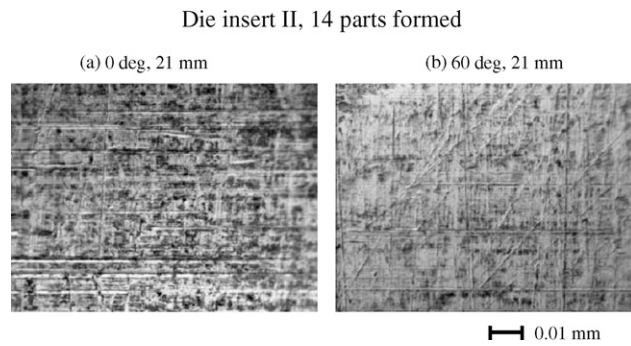 Die insert II, 14 parts formed
(a) 0 deg, 21 mm
(b) 60 deg, 21 mm
0.01 mm